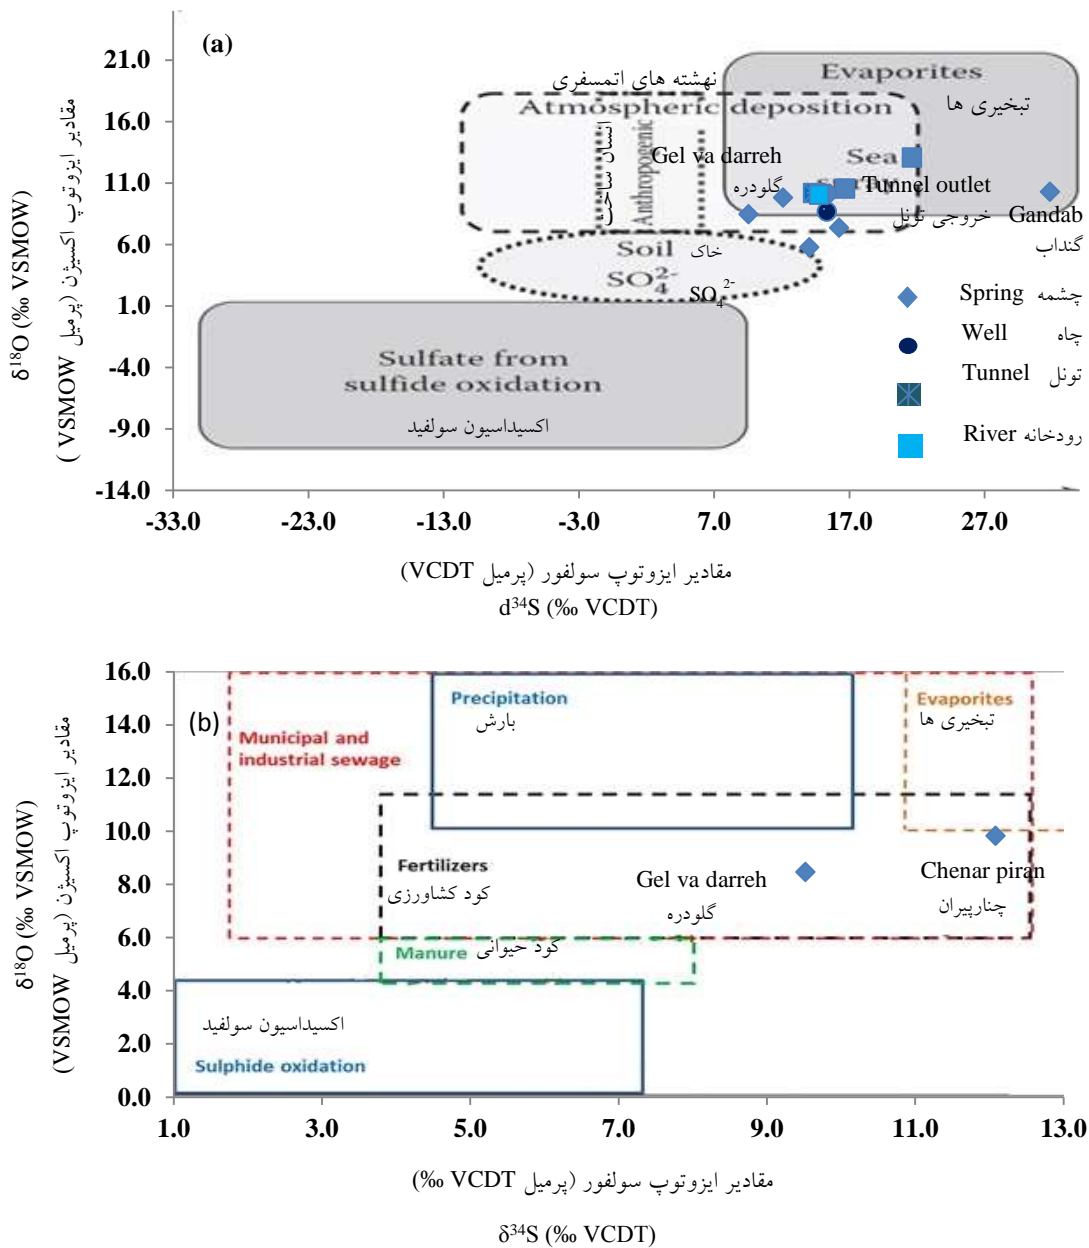 (a)
21.0
16.0
11.0
6.0
1.0
-4.0
-9.0
-14.0
-33.0
-23.0
-13.0
-3.0
7.0
17.0
27.0
δ¹⁸O (‰ VSMOW)
مقادیر ایزوتوپ اکسیژن (پرمیل VSMOW )
نهشته های اتمسفری
Atmospheric deposition
Evaporites
تبخیری ها
انسان ساخت
Anthropogenic
Gel va darreh
گلودره
Sea
Tunnel outlet
خروجی تونل
Gandab
گنداب
Soil خاک
SO₄²⁻
SO₄²⁻
Spring چشمه
Well چاه
Tunnel تونل
River رودخانه
Sulfate from
sulfide oxidation
اکسیداسیون سولفید
مقادیر ایزوتوپ سولفور (پرمیل VCDT)
d³⁴S (‰ VCDT)
(b)
16.0
14.0
12.0
10.0
8.0
6.0
4.0
2.0
0.0
1.0
3.0
5.0
7.0
9.0
11.0
13.0
δ¹⁸O (‰ VSMOW)
مقادیر ایزوتوپ اکسیژن (پرمیل VSMOW)
Precipitation
بارش
Evaporites
تبخیری ها
Municipal and
industrial sewage
Fertilizers
کود کشاورزی
Gel va darreh
گلودره
Chenar piran
چنارپیران
Manure کود حیوانی
اکسیداسیون سولفید
Sulphide oxidation
مقادیر ایزوتوپ سولفور (پرمیل VCDT ‰)
δ³⁴S (‰ VCDT)